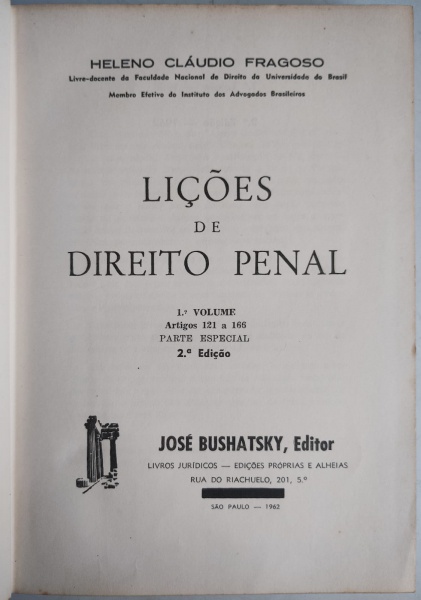 HELENO CLÁUDIO FRAGOSO
Livre-docente da Faculdade Nacional de Direito da Universidade do Brasil
Membro Efetivo do Instituto dos Advogados Brasileiros
LIÇÕES
DE
DIREITO PENAL
1.º VOLUME
Artigos 121 a 166
PARTE ESPECIAL
2.ª Edição
JOSÉ BUSHATSKY, Editor
LIVROS JURÍDICOS — EDIÇÕES PRÓPRIAS E ALHEIAS
RUA DO RIACHUELO, 201, 5.º
SÃO PAULO — 1962